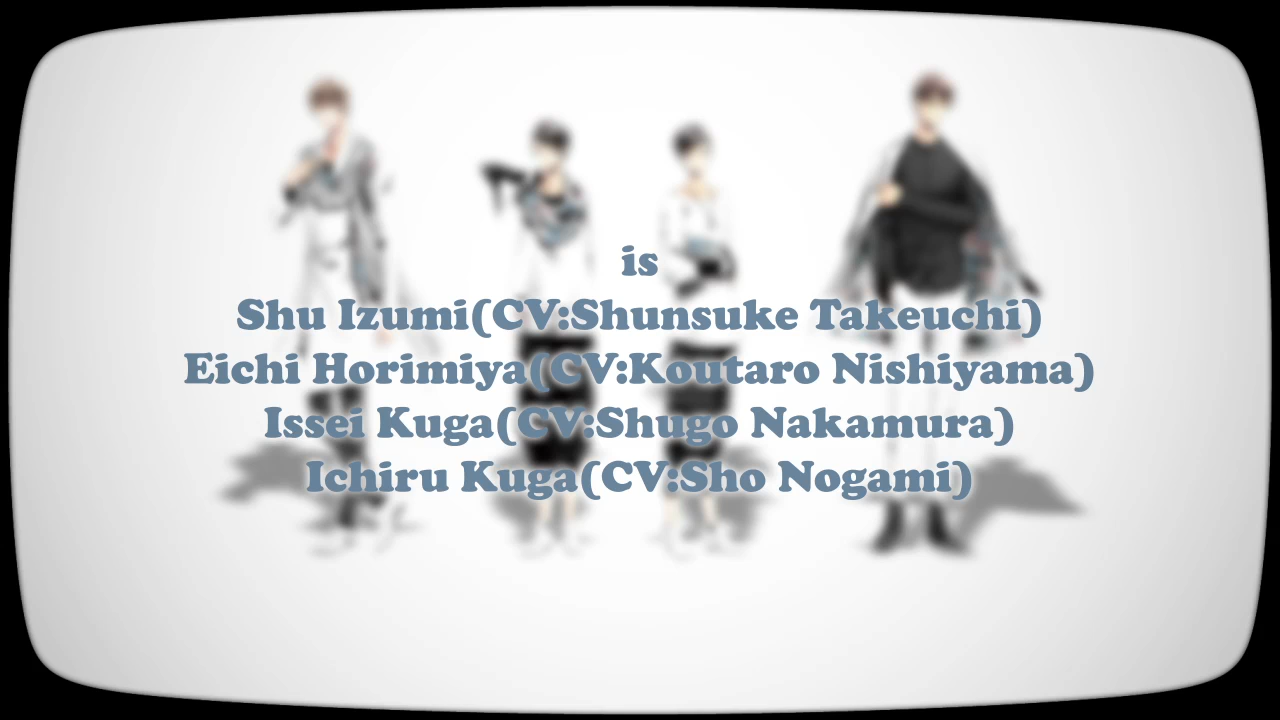 is
Shu Izumi(CV:Shunsuke Takeuchi)
Eichi Horimiya(CV:Koutaro Nishiyama)
Issei Kuga(CV:Shugo Nakamura)
Ichiru Kuga(CV:Sho Nogami)